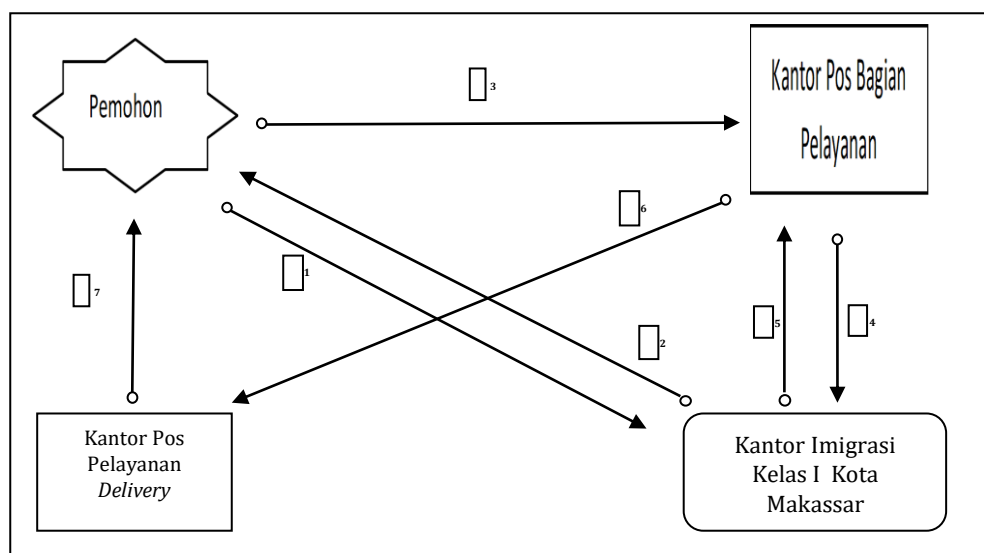 Pemohon
Kantor Pos Bagian
Pelayanan
3
6
1
7
2
5
4
Kantor Pos
Pelayanan
Delivery
Kantor Imigrasi
Kelas I Kota
Makassar